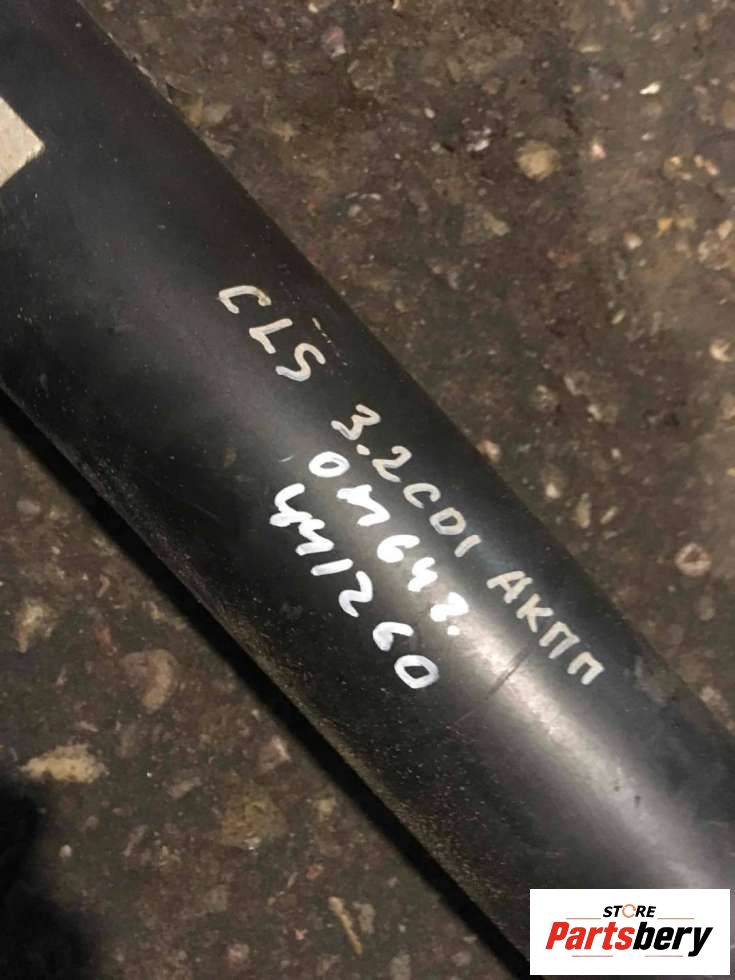 CLS 3.2CDI АКПП
OM642.
441260
STORE
Partsbery